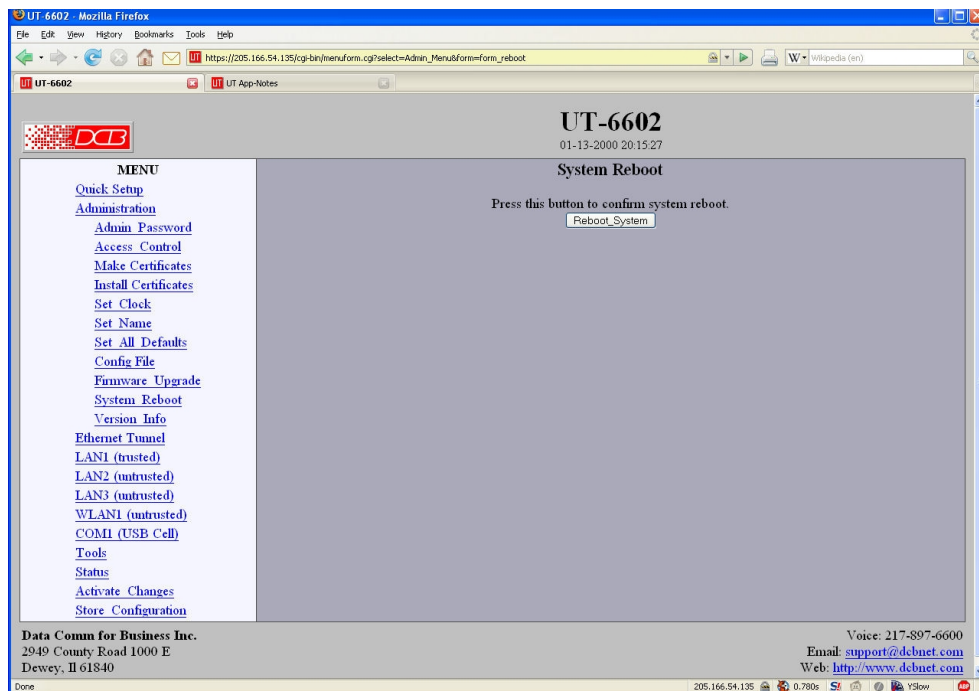 UT-6602 - Mozilla Firefox
File Edit View History Bookmarks Tools Help
UT https://205.166.54.135/cgi-bin/menuform.cgi?select=Admin_Menu&form=form_reboot W Wikipedia (en)
UT UT-6602 UT UT App-Notes
DCB
UT-6602
01-13-2000 20:15:27
MENU
Quick Setup
Administration
Admin Password
Access Control
Make Certificates
Install Certificates
Set Clock
Set Name
Set All Defaults
Config File
Firmware Upgrade
System Reboot
Version Info
Ethernet Tunnel
LAN1 (trusted)
LAN2 (untrusted)
LAN3 (untrusted)
WLAN1 (untrusted)
COM1 (USB Cell)
Tools
Status
Activate Changes
Store Configuration
System Reboot
Press this button to confirm system reboot.
Reboot_System
Data Comm for Business Inc.
2949 County Road 1000 E
Dewey, Il 61840
Voice: 217-897-6600
Email: support@dcbnet.com
Web: http://www.dcbnet.com
Done 205.166.54.135 0.780s YSlow ABP